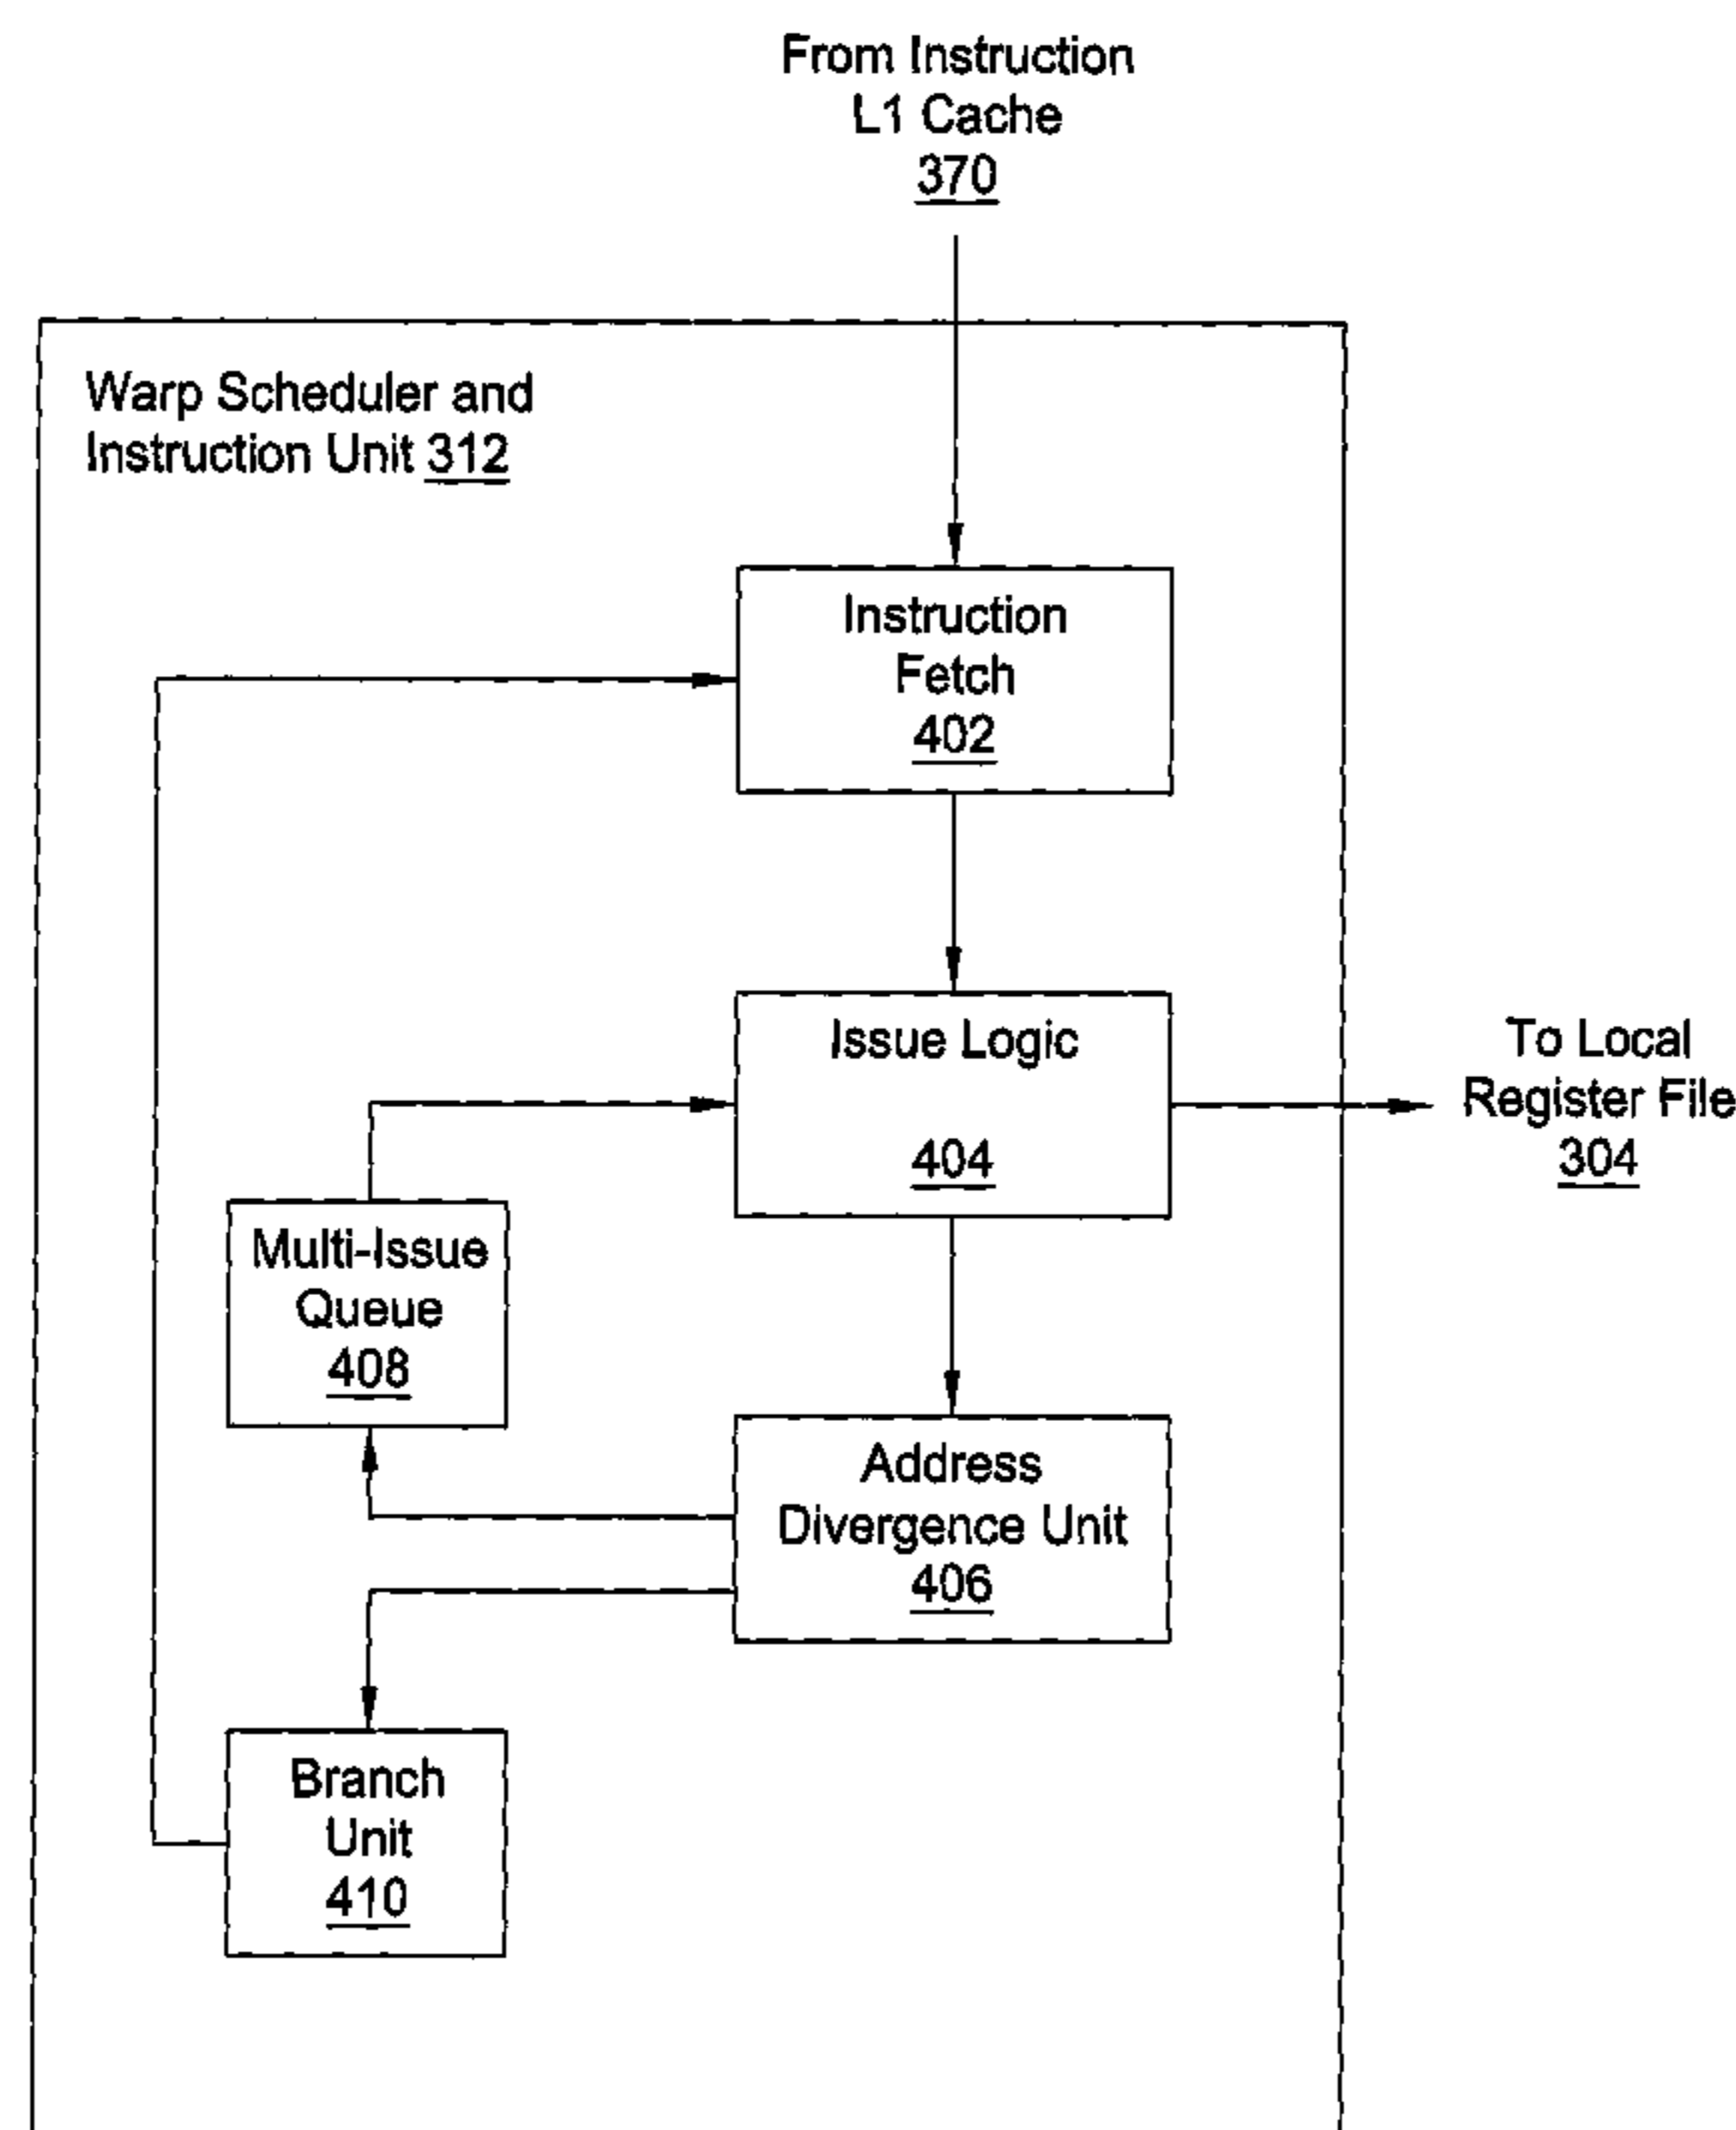 From Instruction
L1 Cache
370
Warp Scheduler and
Instruction Unit 312
Instruction
Fetch
402
Issue Logic
404
To Local
Register File
304
Multi-Issue
Queue
408
Address
Divergence Unit
406
Branch
Unit
410